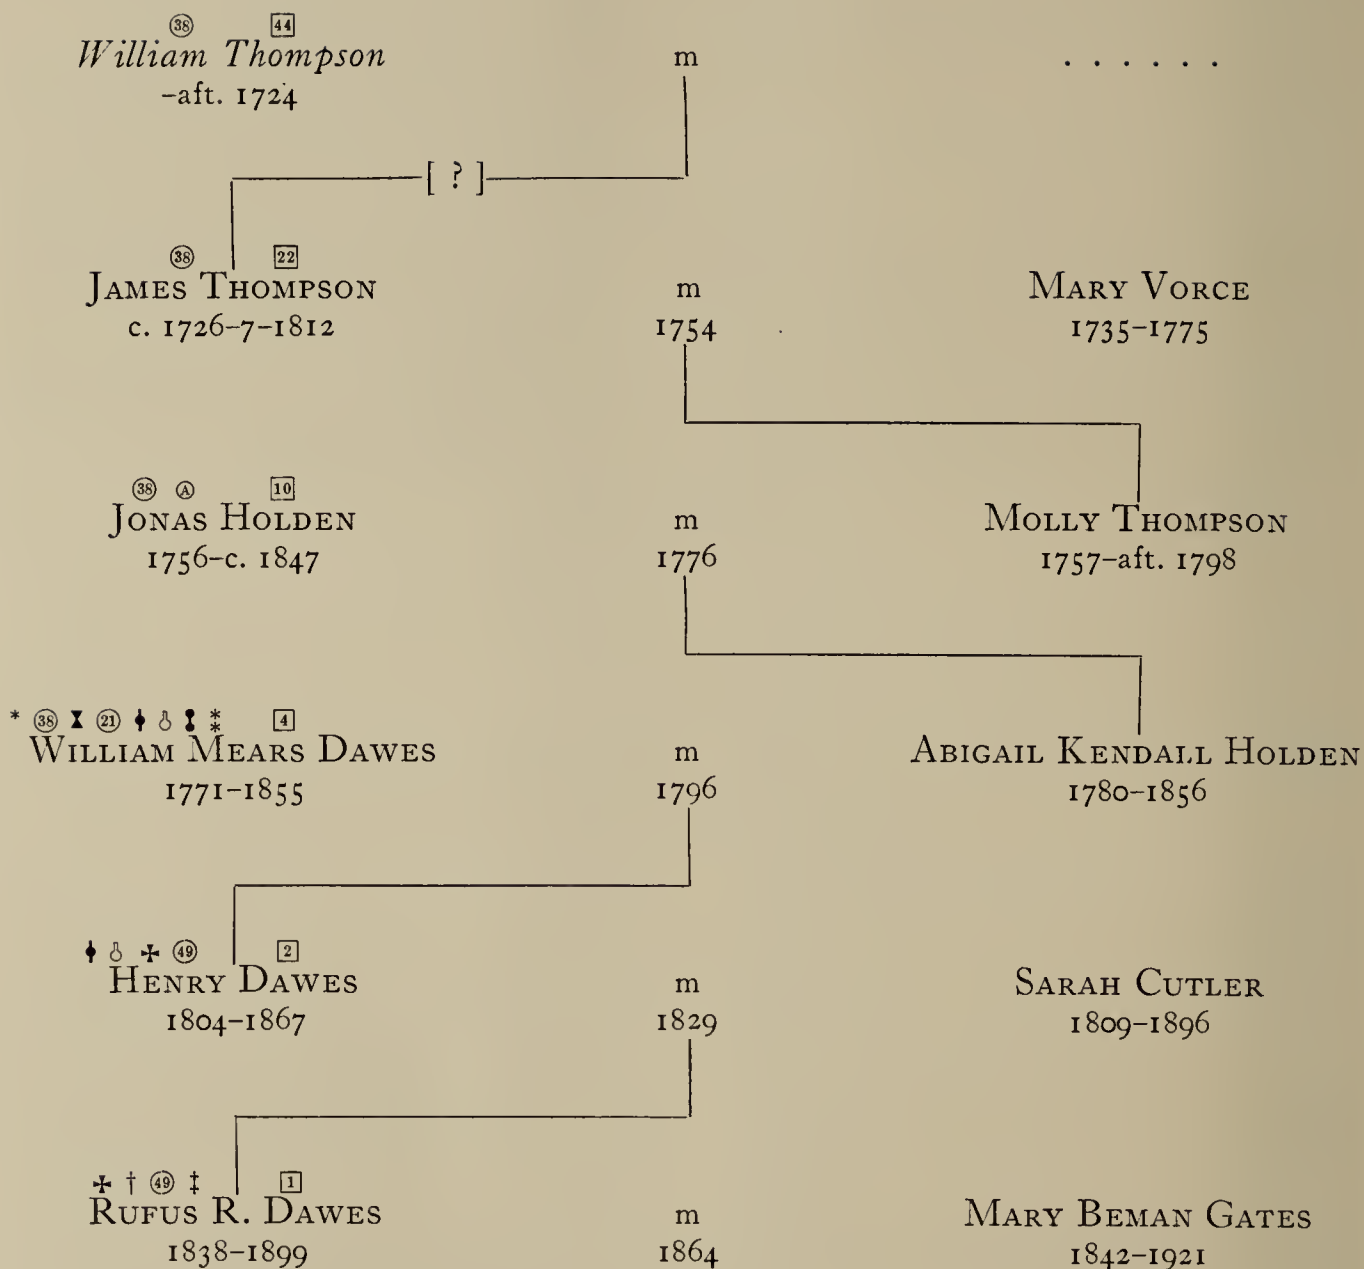 38 44
William Thompson m . . . . . .
-aft. 1724
[ ? ]
38 22
JAMES THOMPSON m MARY VORCE
c. 1726-7-1812 1754 1735-1775
38 A 10
JONAS HOLDEN m MOLLY THOMPSON
1756-c. 1847 1776 1757-aft. 1798
* 38 21 ** 4
WILLIAM MEARS DAWES m ABIGAIL KENDALL HOLDEN
1771-1855 1796 1780-1856
49 2
HENRY DAWES m SARAH CUTLER
1804-1867 1829 1809-1896
† 49 ‡ 1
RUFUS R. DAWES m MARY BEMAN GATES
1838-1899 1864 1842-1921